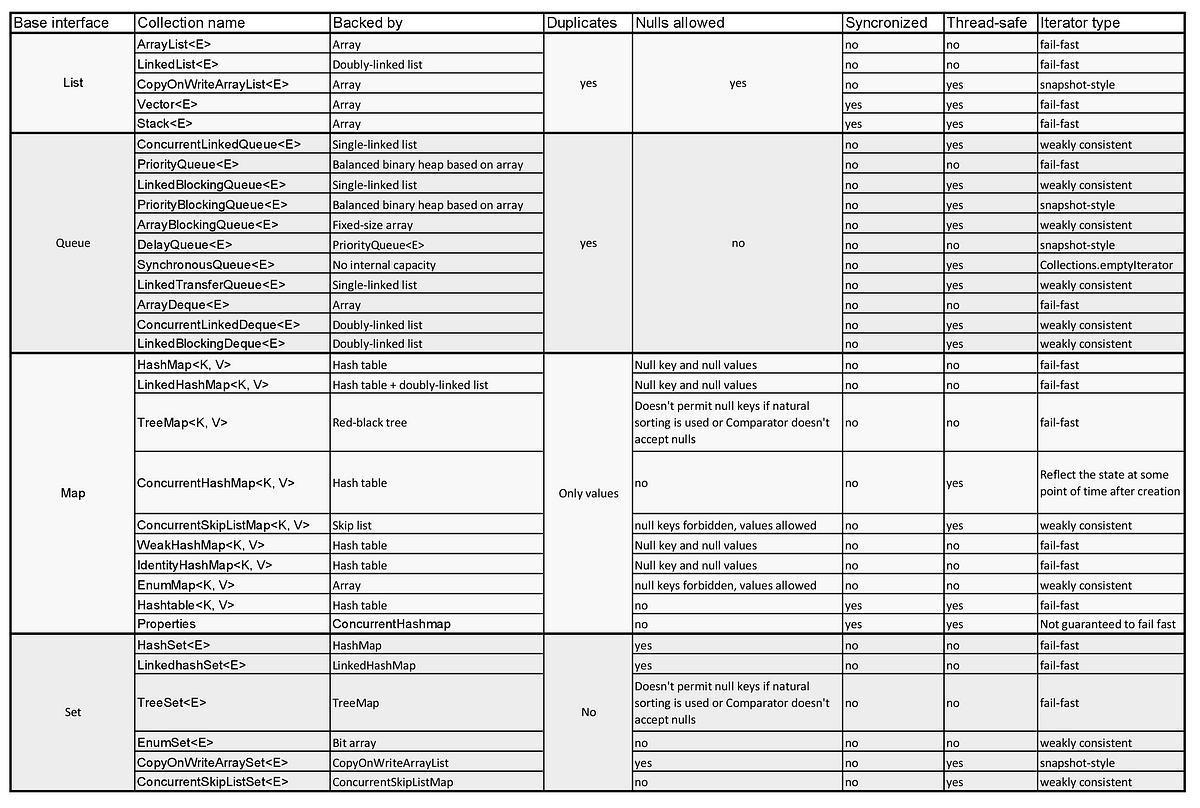 Base interface Collection name Backed by Duplicates Nulls allowed Syncronized Thread-safe Iterator type
List yes yes
ArrayList<E> Array no no fail-fast
LinkedList<E> Doubly-linked list no no fail-fast
CopyOnWriteArrayList<E> Array no yes snapshot-style
Vector<E> Array yes yes fail-fast
Stack<E> Array yes yes fail-fast
Queue yes no
ConcurrentLinkedQueue<E> Single-linked list no yes weakly consistent
PriorityQueue<E> Balanced binary heap based on array no no fail-fast
LinkedBlockingQueue<E> Single-linked list no yes weakly consistent
PriorityBlockingQueue<E> Balanced binary heap based on array no yes snapshot-style
ArrayBlockingQueue<E> Fixed-size array no yes weakly consistent
DelayQueue<E> PriorityQueue<E> no no snapshot-style
SynchronousQueue<E> No internal capacity no yes Collections.emptyIterator
LinkedTransferQueue<E> Single-linked list no yes weakly consistent
ArrayDeque<E> Array no no fail-fast
ConcurrentLinkedDeque<E> Doubly-linked list no yes weakly consistent
LinkedBlockingDeque<E> Doubly-linked list no yes weakly consistent
Map Only values
HashMap<K, V> Hash table Null key and null values no no fail-fast
LinkedHashMap<K, V> Hash table + doubly-linked list Null key and null values no no fail-fast
Doesn't permit null keys if natural
TreeMap<K, V> Red-black tree sorting is used or Comparator doesn't no no fail-fast
accept nulls
Reflect the state at some
ConcurrentHashMap<K, V> Hash table no no yes
point of time after creation
ConcurrentSkipListMap<K, V> Skip list null keys forbidden, values allowed no yes weakly consistent
WeakHashMap<K, V> Hash table Null key and null values no no fail-fast
IdentityHashMap<K, V> Hash table Null key and null values no no fail-fast
EnumMap<K, V> Array null keys forbidden, values allowed no no weakly consistent
Hashtable<K, V> Hash table no yes yes fail-fast
Properties ConcurrentHashmap no yes yes Not guaranteed to fail fast
Set No
HashSet<E> HashMap yes no no fail-fast
LinkedhashSet<E> LinkedHashMap yes no no fail-fast
Doesn't permit null keys if natural
TreeSet<E> TreeMap sorting is used or Comparator doesn't no no fail-fast
accept nulls
EnumSet<E> Bit array no no no weakly consistent
CopyOnWriteArraySet<E> CopyOnWriteArrayList yes no yes snapshot-style
ConcurrentSkipListSet<E> ConcurrentSkipListMap no no yes weakly consistent